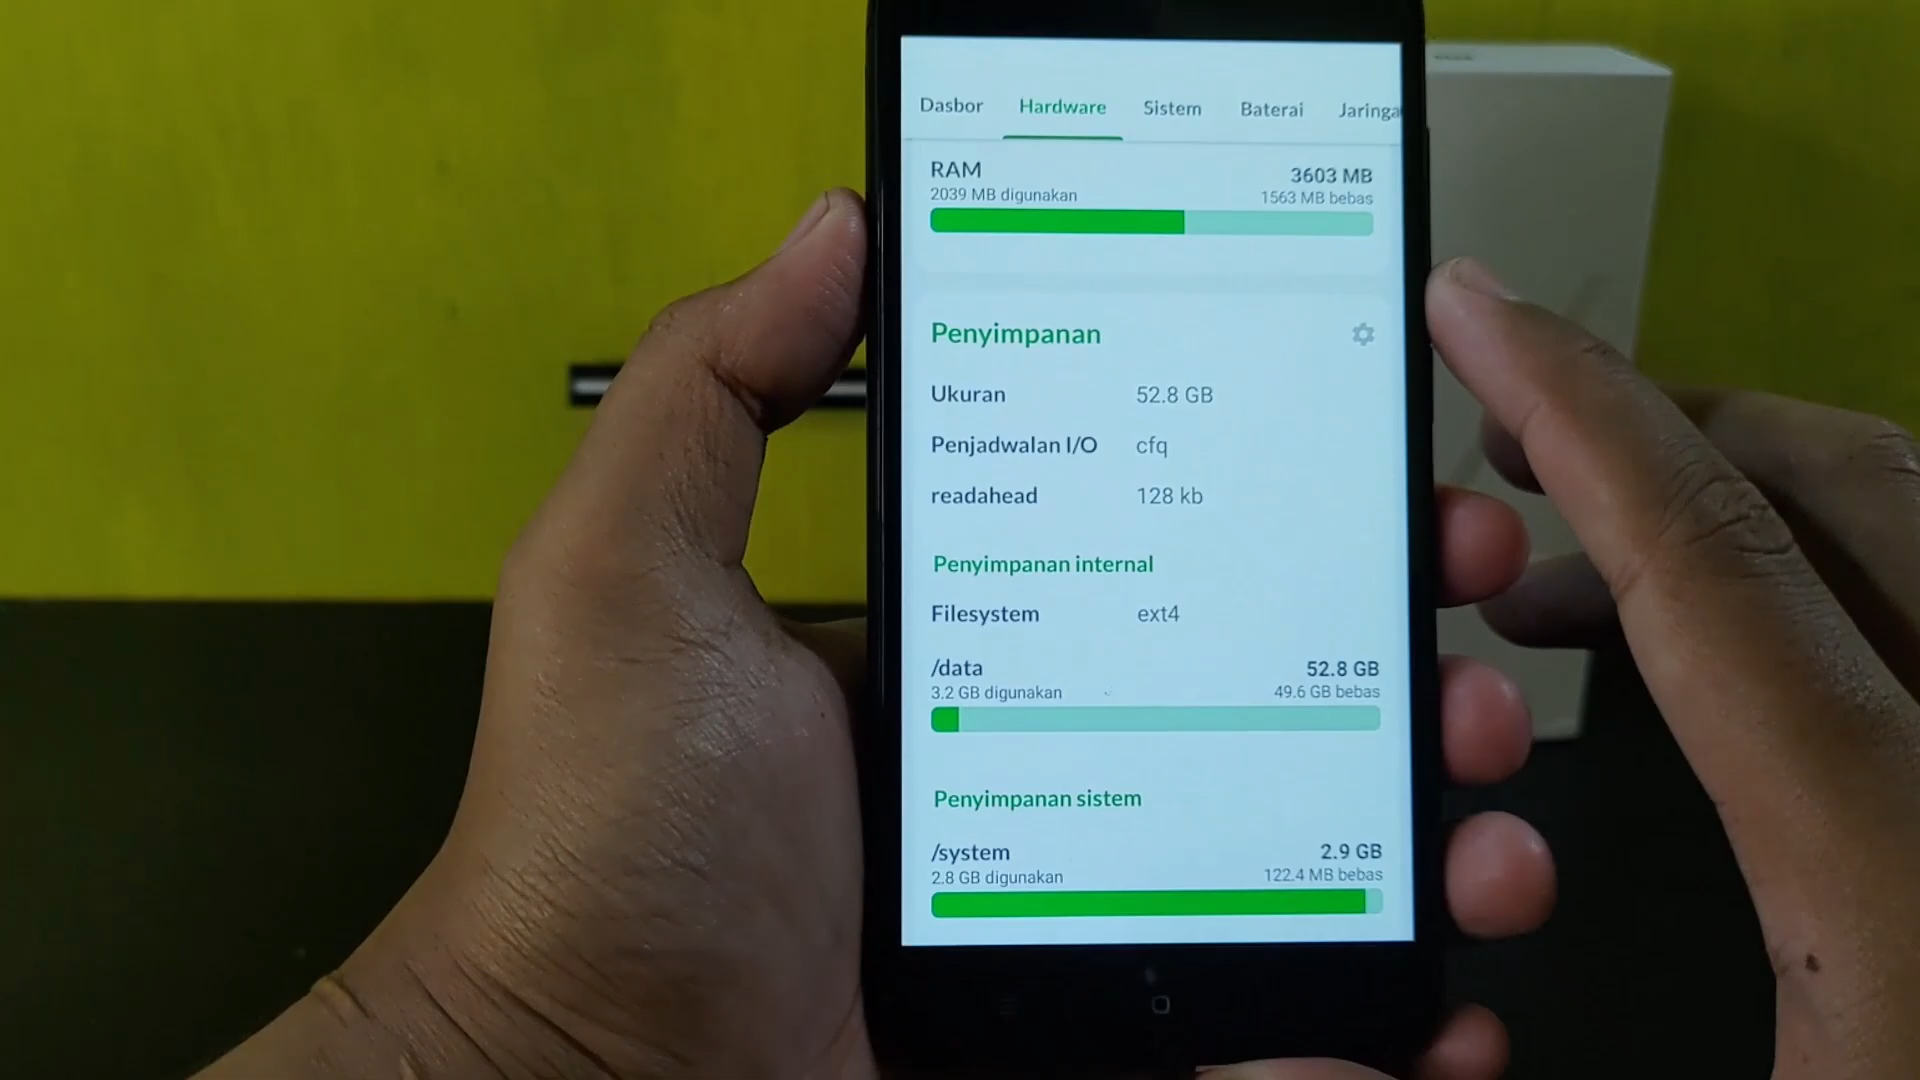 Dasbor Hardware Sistem Baterai Jaringa
RAM 3603 MB
2039 MB digunakan 1563 MB bebas
Penyimpanan
Ukuran 52.8 GB
Penjadwalan I/O cfq
readahead 128 kb
Penyimpanan internal
Filesystem ext4
/data 52.8 GB
3.2 GB digunakan 49.6 GB bebas
Penyimpanan sistem
/system 2.9 GB
2.8 GB digunakan 122.4 MB bebas